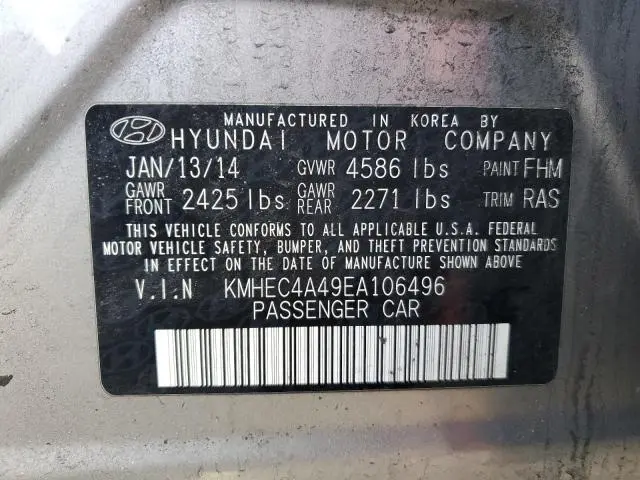 MANUFACTURED IN KOREA BY
HYUNDAI MOTOR COMPANY
JAN/13/14 GVWR 4586 lbs PAINT FHM
GAWR FRONT 2425 lbs GAWR REAR 2271 lbs TRIM RAS
THIS VEHICLE CONFORMS TO ALL APPLICABLE U.S.A. FEDERAL
MOTOR VEHICLE SAFETY, BUMPER, AND THEFT PREVENTION STANDARDS
IN EFFECT ON THE DATE OF MANUFACTURE SHOWN ABOVE
V.I.N KMHEC4A49EA106496
PASSENGER CAR